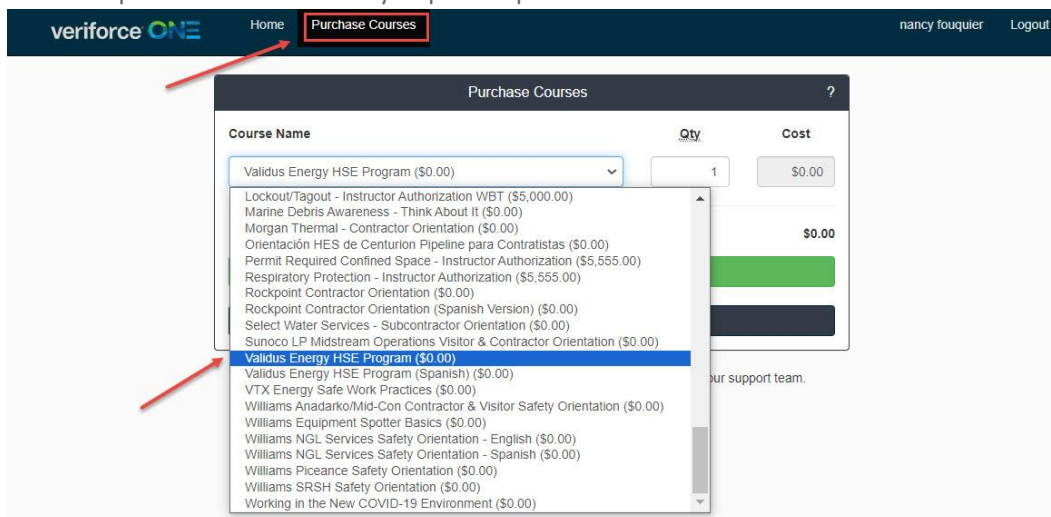 veriforce ONE Home Purchase Courses nancy fouquier Logout
Purchase Courses ?
Course Name Qty Cost
Validus Energy HSE Program ($0.00) 1 $0.00
Lockout/Tagout - Instructor Authorization WBT ($5,000.00)
Marine Debris Awareness - Think About It ($0.00)
Morgan Thermal - Contractor Orientation ($0.00)
$0.00
Orientación HES de Centurion Pipeline para Contratistas ($0.00)
Permit Required Confined Space - Instructor Authorization ($5,555.00)
Respiratory Protection - Instructor Authorization ($5,555.00)
Rockpoint Contractor Orientation ($0.00)
Rockpoint Contractor Orientation (Spanish Version) ($0.00)
Select Water Services - Subcontractor Orientation ($0.00)
Sunoco LP Midstream Operations Visitor & Contractor Orientation ($0.00)
Validus Energy HSE Program ($0.00)
Validus Energy HSE Program (Spanish) ($0.00)
our support team.
VTX Energy Safe Work Practices ($0.00)
Williams Anadarko/Mid-Con Contractor & Visitor Safety Orientation ($0.00)
Williams Equipment Spotter Basics ($0.00)
Williams NGL Services Safety Orientation - English ($0.00)
Williams NGL Services Safety Orientation - Spanish ($0.00)
Williams Piceance Safety Orientation ($0.00)
Williams SRSH Safety Orientation ($0.00)
Working in the New COVID-19 Environment ($0.00)